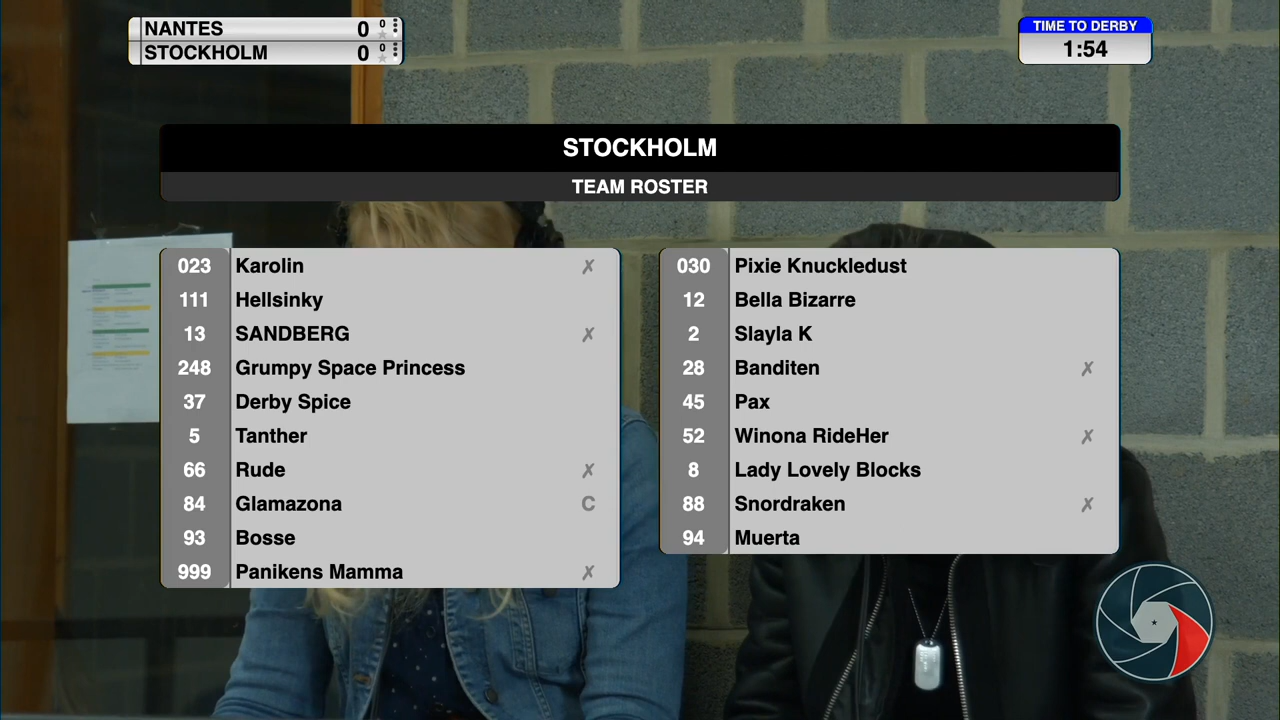 NANTES 0 0
STOCKHOLM 0 0
TIME TO DERBY
1:54
STOCKHOLM
TEAM ROSTER
023 Karolin ✗
111 Hellsinky
13 SANDBERG ✗
248 Grumpy Space Princess
37 Derby Spice
5 Tanther
66 Rude ✗
84 Glamazona C
93 Bosse
999 Panikens Mamma ✗
030 Pixie Knuckledust
12 Bella Bizarre
2 Slayla K
28 Banditen ✗
45 Pax
52 Winona RideHer ✗
8 Lady Lovely Blocks
88 Snordraken ✗
94 Muerta